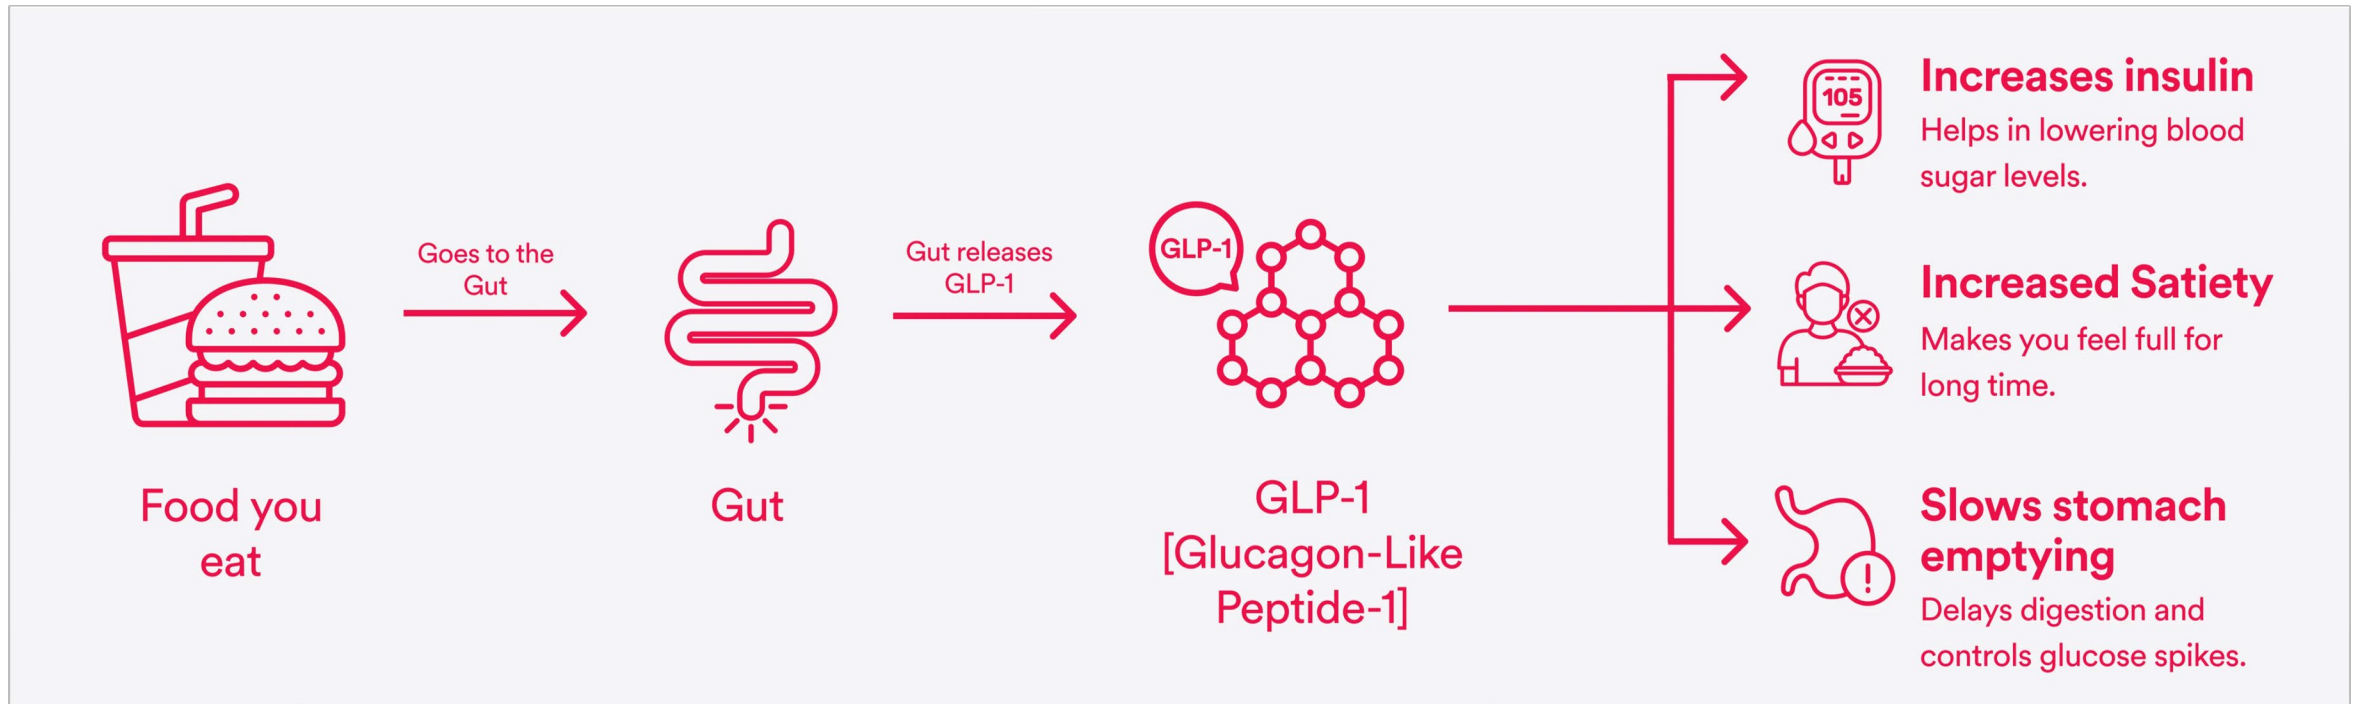 Food you
eat
Goes to the
Gut
Gut
Gut releases
GLP-1
GLP-1
GLP-1
[Glucagon-Like
Peptide-1]
105
Increases insulin
Helps in lowering blood
sugar levels.
Increased Satiety
Makes you feel full for
long time.
Slows stomach
emptying
Delays digestion and
controls glucose spikes.